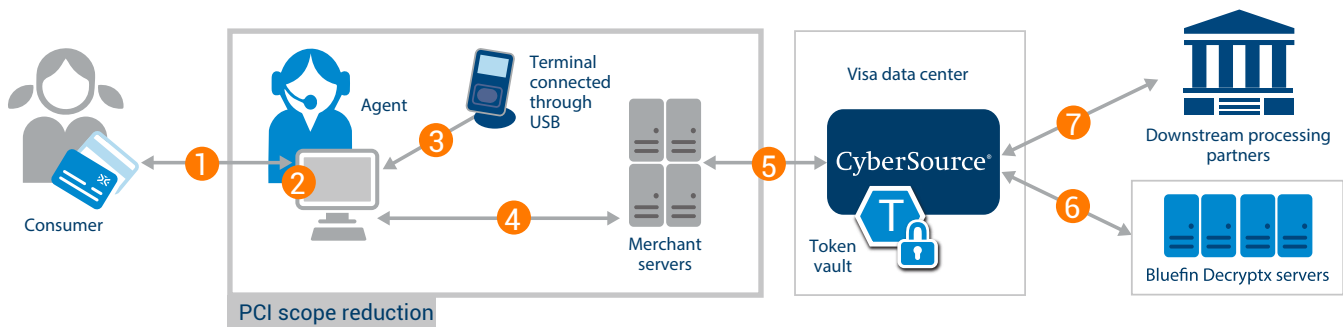 Consumer
1
2
Agent
3
Terminal
connected
through
USB
4
Merchant
servers
PCI scope reduction
5
Visa data center
CyberSource®
T
Token
vault
7
Downstream processing
partners
6
Bluefin Decryptx servers